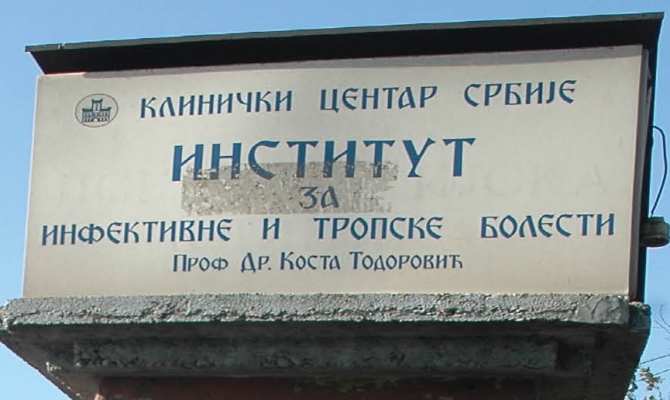 КЛИНИЧКИ ЦЕНТАР СРБИЈЕ
ИНСТИТУТ
ЗА
ИНФЕКТИВНЕ И ТРОПСКЕ БОЛЕСТИ
ПРОФ ДР. КОСТА ТОДОРОВИЋ